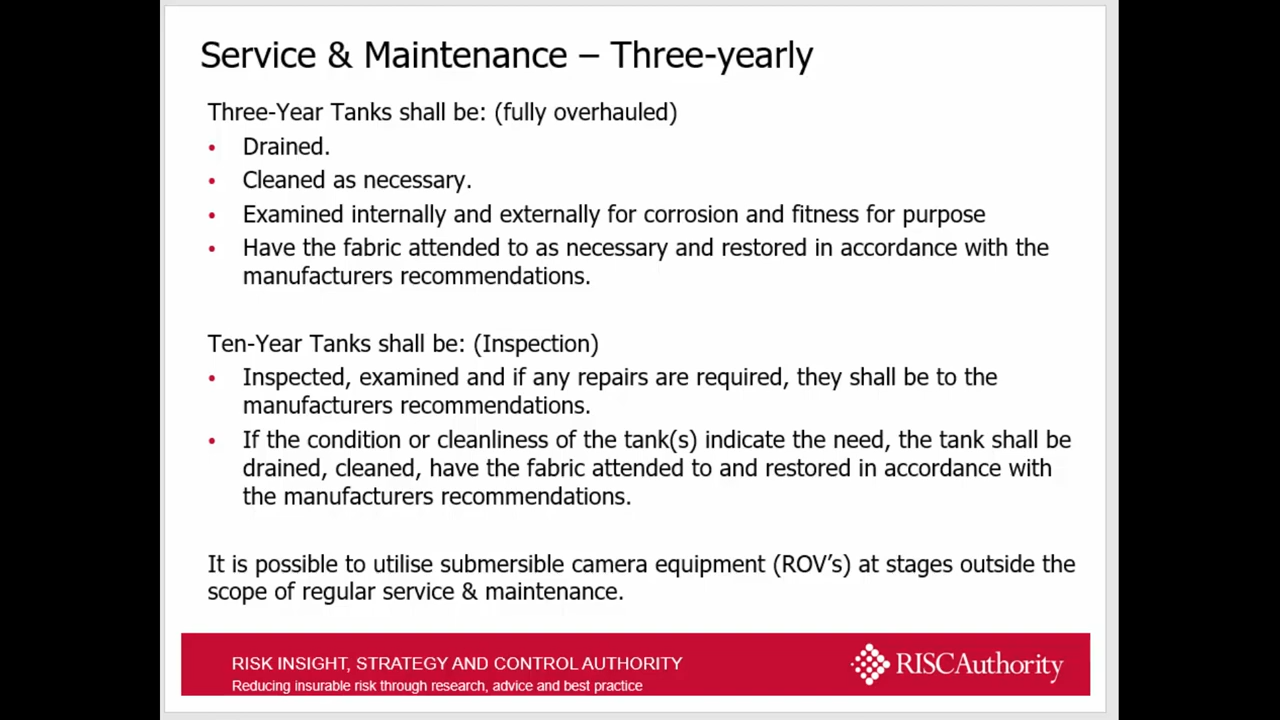 Service & Maintenance – Three-yearly
Three-Year Tanks shall be: (fully overhauled)
• Drained.
• Cleaned as necessary.
• Examined internally and externally for corrosion and fitness for purpose
• Have the fabric attended to as necessary and restored in accordance with the
manufacturers recommendations.
Ten-Year Tanks shall be: (Inspection)
• Inspected, examined and if any repairs are required, they shall be to the
manufacturers recommendations.
• If the condition or cleanliness of the tank(s) indicate the need, the tank shall be
drained, cleaned, have the fabric attended to and restored in accordance with
the manufacturers recommendations.
It is possible to utilise submersible camera equipment (ROV’s) at stages outside the
scope of regular service & maintenance.
RISK INSIGHT, STRATEGY AND CONTROL AUTHORITY
Reducing insurable risk through research, advice and best practice
RISCAuthority